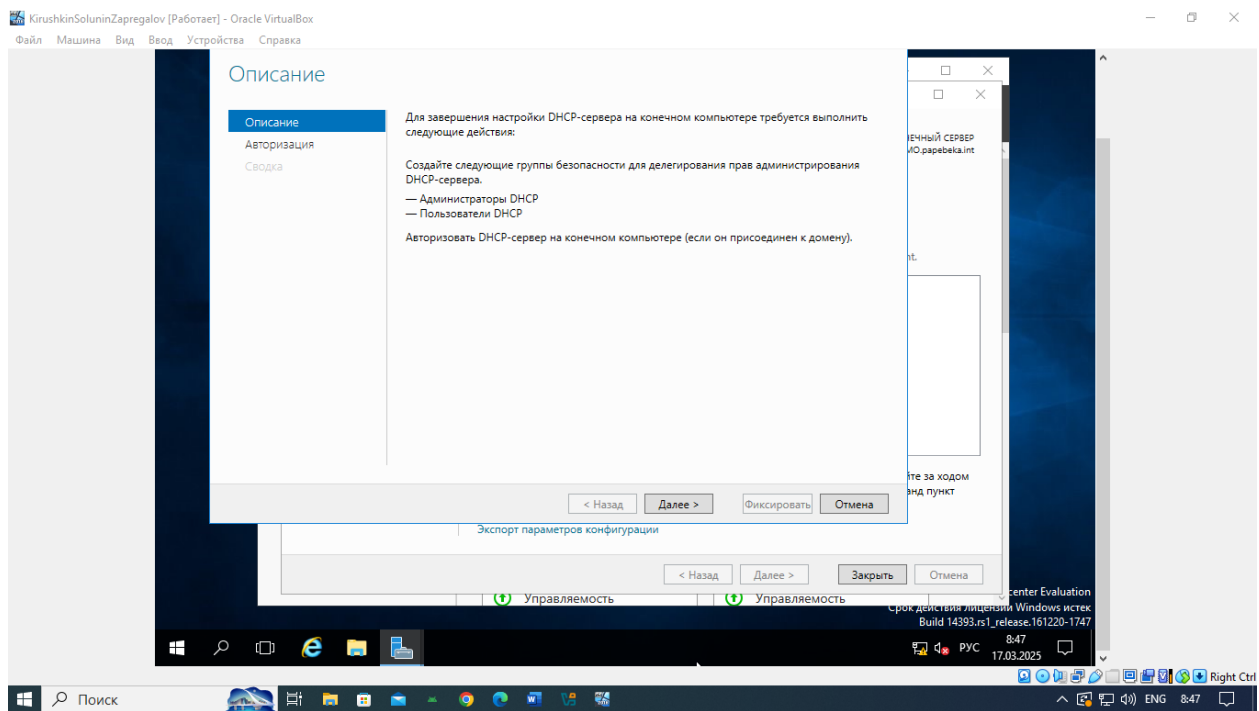 KirushkinSoluninZapregalov [Работает] - Oracle VirtualBox
Файл Машина Вид Ввод Устройства Справка
Описание
Описание
Авторизация
Сводка
Для завершения настройки DHCP-сервера на конечном компьютере требуется выполнить
следующие действия:
Создайте следующие группы безопасности для делегирования прав администрирования
DHCP-сервера.
— Администраторы DHCP
— Пользователи DHCP
Авторизовать DHCP-сервер на конечном компьютере (если он присоединен к домену).
< Назад Далее > Фиксировать Отмена
ЕЧНЫЙ СЕРВЕР
MO.papebeka.int
nt.
те за ходом
анд пункт
Экспорт параметров конфигурации
< Назад Далее > Закрыть Отмена
Управляемость Управляемость
center Evaluation
Срок действия лицензии Windows истек
Build 14393.rs1_release.161220-1747
РУС 8:47
17.03.2025
Right Ctrl
Поиск
ENG 8:47